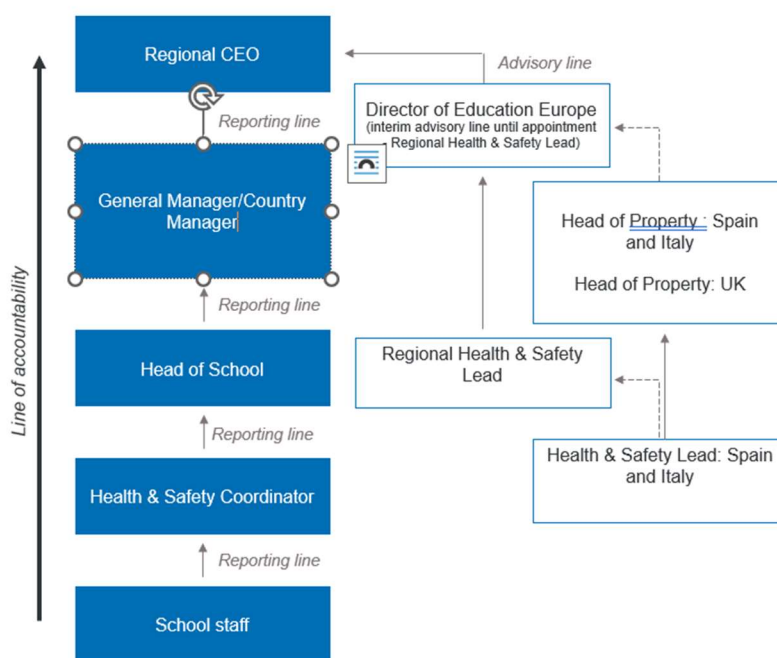 Regional CEO
Advisory line
Reporting line
Director of Education Europe
(interim advisory line until appointment
- Regional Health & Safety Lead)
General Manager/Country
Manager
Head of Property : Spain
and Italy
Head of Property: UK
Line of accountability
Reporting line
Head of School
Regional Health & Safety
Lead
Reporting line
Health & Safety Coordinator
Health & Safety Lead: Spain
and Italy
Reporting line
School staff